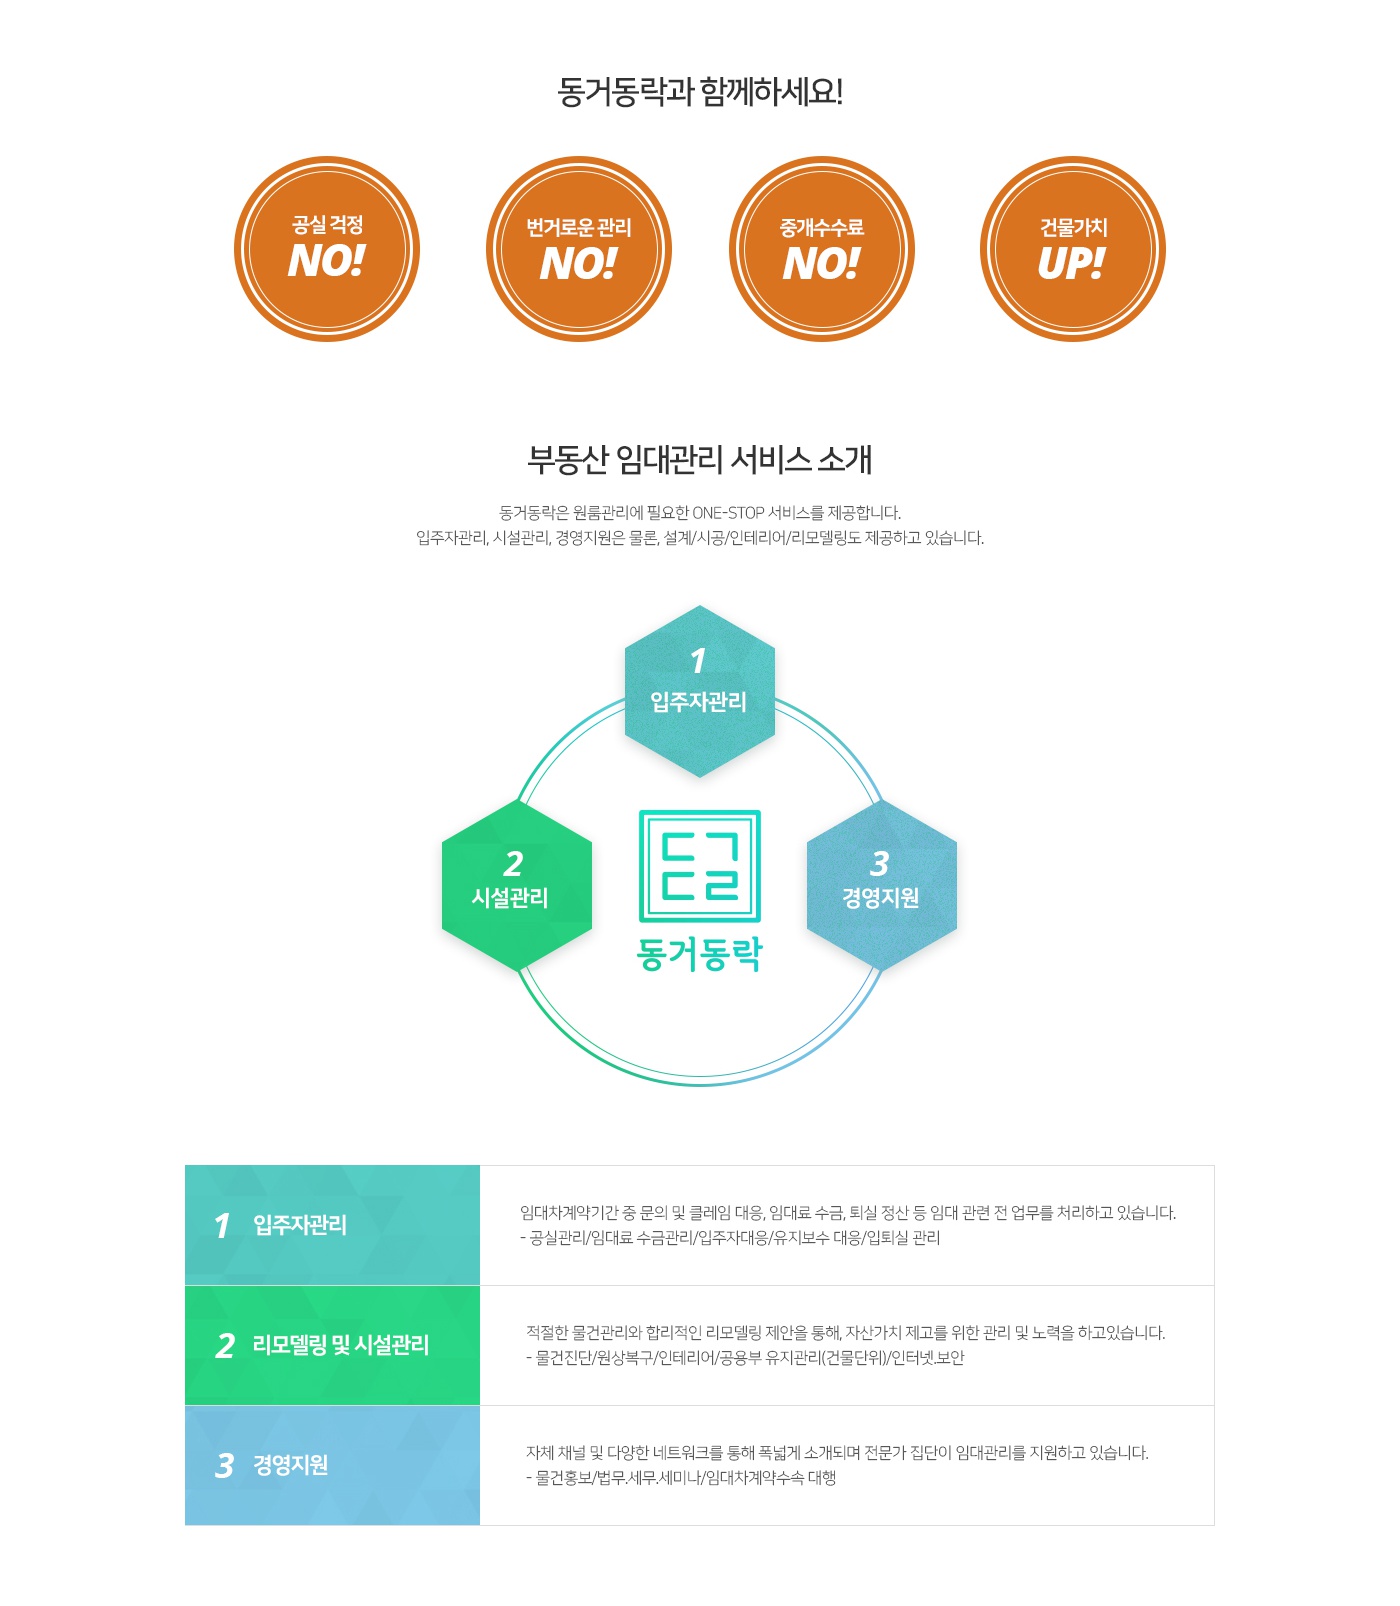 동거동락과 함께하세요!
공실 걱정
NO!
번거로운 관리
NO!
중개수수료
NO!
건물가치
UP!
부동산 임대관리 서비스 소개
동거동락은 원룸관리에 필요한 ONE-STOP 서비스를 제공합니다.
입주자관리, 시설관리, 경영지원은 물론, 설계/시공/인테리어/리모델링도 제공하고 있습니다.
1
입주자관리
2
시설관리
3
경영지원
동거동락
1 입주자관리
임대차계약기간 중 문의 및 클레임 대응, 임대료 수금, 퇴실 정산 등 임대 관련 전 업무를 처리하고 있습니다.
- 공실관리/임대료 수금관리/입주자대응/유지보수 대응/입퇴실 관리
2 리모델링 및 시설관리
적절한 물건관리와 합리적인 리모델링 제안을 통해, 자산가치 제고를 위한 관리 및 노력을 하고있습니다.
- 물건진단/원상복구/인테리어/공용부 유지관리(건물단위)/인터넷.보안
3 경영지원
자체 채널 및 다양한 네트워크를 통해 폭넓게 소개되며 전문가 집단이 임대관리를 지원하고 있습니다.
- 물건홍보/법무.세무.세미나/임대차계약수속 대행